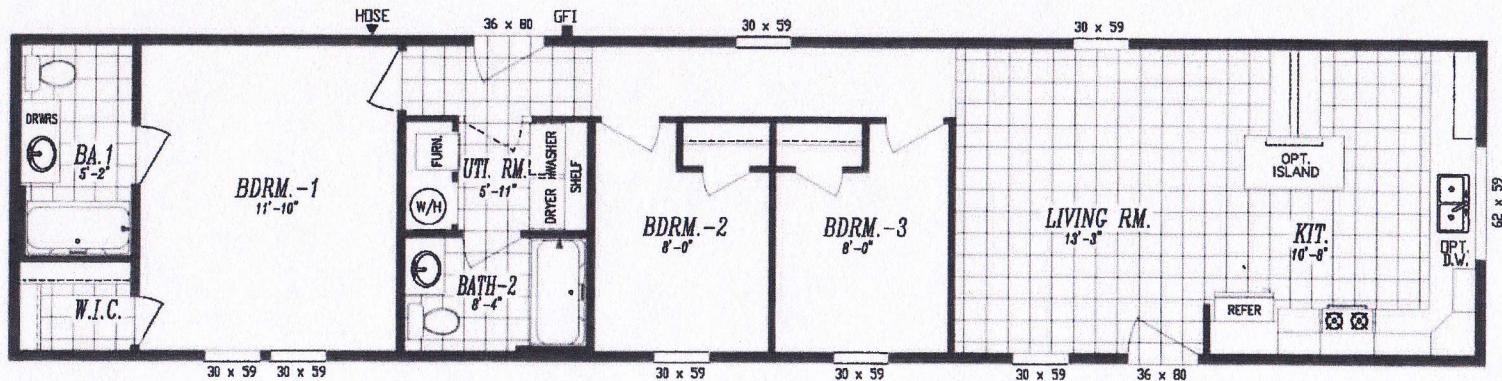 HOSE
36 x 80
GFI
30 x 59
30 x 59
DRWRS
BA.1
5'-2"
BDRM.-1
11'-10"
W.I.C.
FURN.
W/H
UTI. RM.
5'-11"
DRYER
WASHER
SHELF
BATH-2
8'-4"
BDRM.-2
8'-0"
BDRM.-3
8'-0"
LIVING RM.
13'-3"
OPT.
ISLAND
KIT.
10'-8"
OPT.
D.W.
62 x 59
REFER
30 x 59
30 x 59
30 x 59
30 x 59
30 x 59
36 x 80